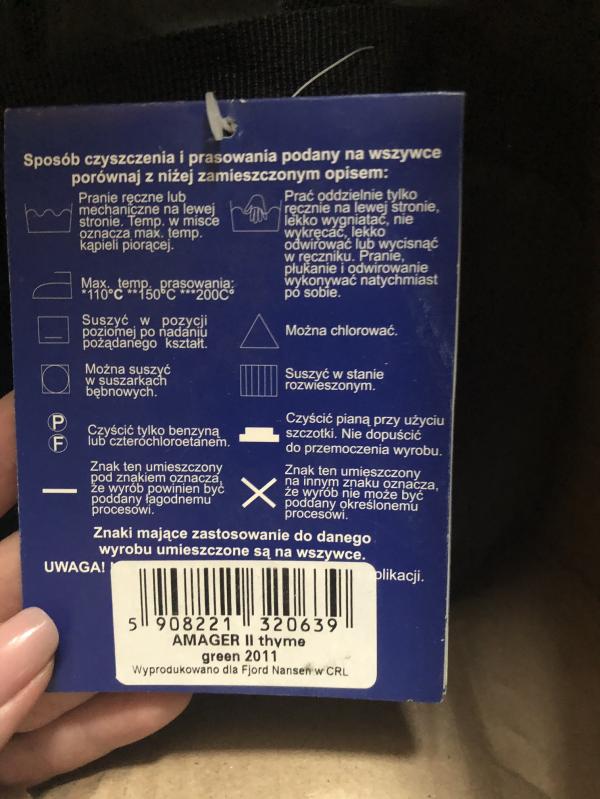 Sposób czyszczenia i prasowania podany na wszywce
porównaj z niżej zamieszczonym opisem:
Pranie ręczne lub
mechaniczne na lewej
stronie. Temp. w misce
oznacza max. temp.
kąpieli piorącej.
Prać oddzielnie tylko
ręcznie na lewej stronie,
lekko wygniatać, nie
wykręcać, lekko
odwirować lub wycisnąć
w ręczniku. Pranie,
płukanie i odwirowanie
wykonywać natychmiast
po sobie.
Max. temp. prasowania:
*110°C **150°C ***200C°
Suszyć w pozycji
poziomej po nadaniu
pożądanego kształt.
Można chlorować.
Można suszyć
w suszarkach
bębnowych.
Suszyć w stanie
rozwieszonym.
P
F
Czyścić tylko benzyną
lub czterochloroetanem.
Czyścić pianą przy użyciu
szczotki. Nie dopuścić
do przemoczenia wyrobu.
Znak ten umieszczony
pod znakiem oznacza,
że wyrób powinien być
poddany łagodnemu
procesowi.
Znak ten umieszczony
na innym znaku oznacza,
że wyrób nie może być
poddany określonemu
procesowi.
Znaki mające zastosowanie do danego
wyrobu umieszczone są na wszywce.
UWAGA! plikacji.
5 908221 320639
AMAGER II thyme
green 2011
Wyprodukowano dla Fjord Nansen w CRL